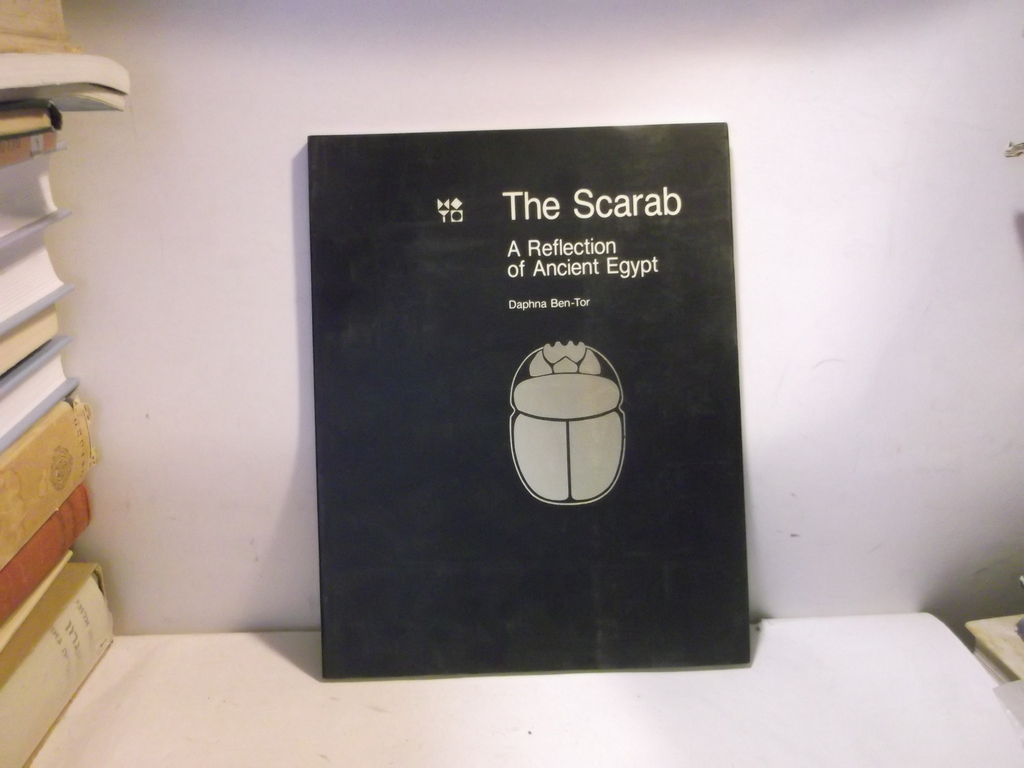 The Scarab
A Reflection
of Ancient Egypt
Daphna Ben-Tor